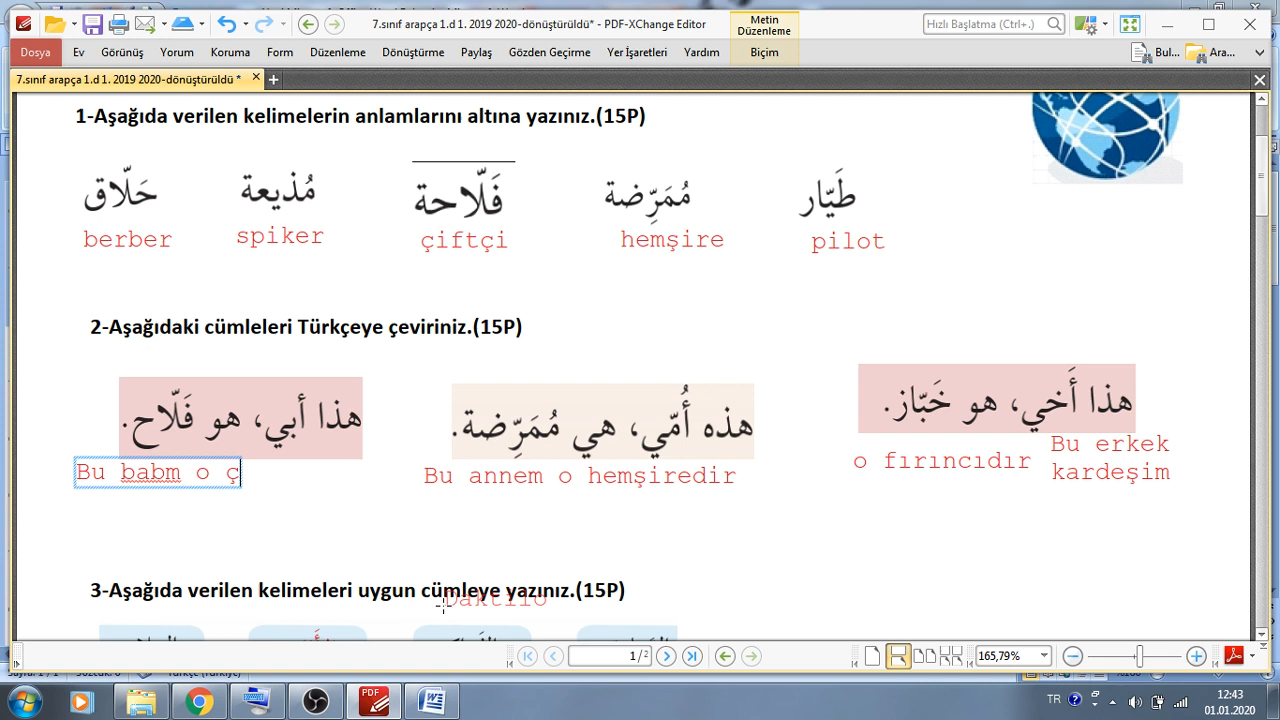 7.sınıf arapça 1.d 1. 2019 2020-dönüştürüldü* - PDF-XChange Editor
Metin Düzenleme
Hızlı Başlatma (Ctrl+.)
Dosya Ev Görünüş Yorum Koruma Form Düzenleme Dönüştürme Paylaş Gözden Geçirme Yer İşaretleri Yardım Biçim Bul... Ara...
7.sınıf arapça 1.d 1. 2019 2020-dönüştürüldü *
1-Aşağıda verilen kelimelerin anlamlarını altına yazınız.(15P)
حَلّاق مُذيعة فَلّاحة مُمَرِّضة طَيّار
berber spiker çiftçi hemşire pilot
2-Aşağıdaki cümleleri Türkçeye çeviriniz.(15P)
هذا أبي، هو فَلّاح. هذه أُمّي، هي مُمَرِّضة. هذا أَخي، هو خَبّاز.
Bu babm o ç Bu annem o hemşiredir o fırıncıdır Bu erkek kardeşim
3-Aşağıda verilen kelimeleri uygun cümleye yazınız.(15P)
Daktilo
1/2 165,79%
TR 12:43
01.01.2020